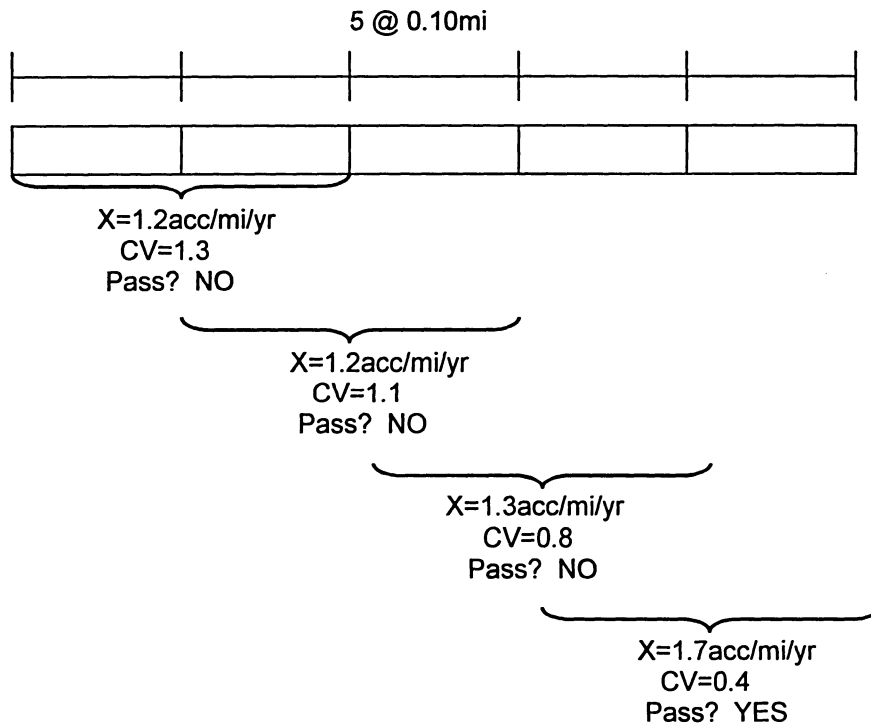 5 @ 0.10mi
X=1.2acc/mi/yr
CV=1.3
Pass? NO
X=1.2acc/mi/yr
CV=1.1
Pass? NO
X=1.3acc/mi/yr
CV=0.8
Pass? NO
X=1.7acc/mi/yr
CV=0.4
Pass? YES